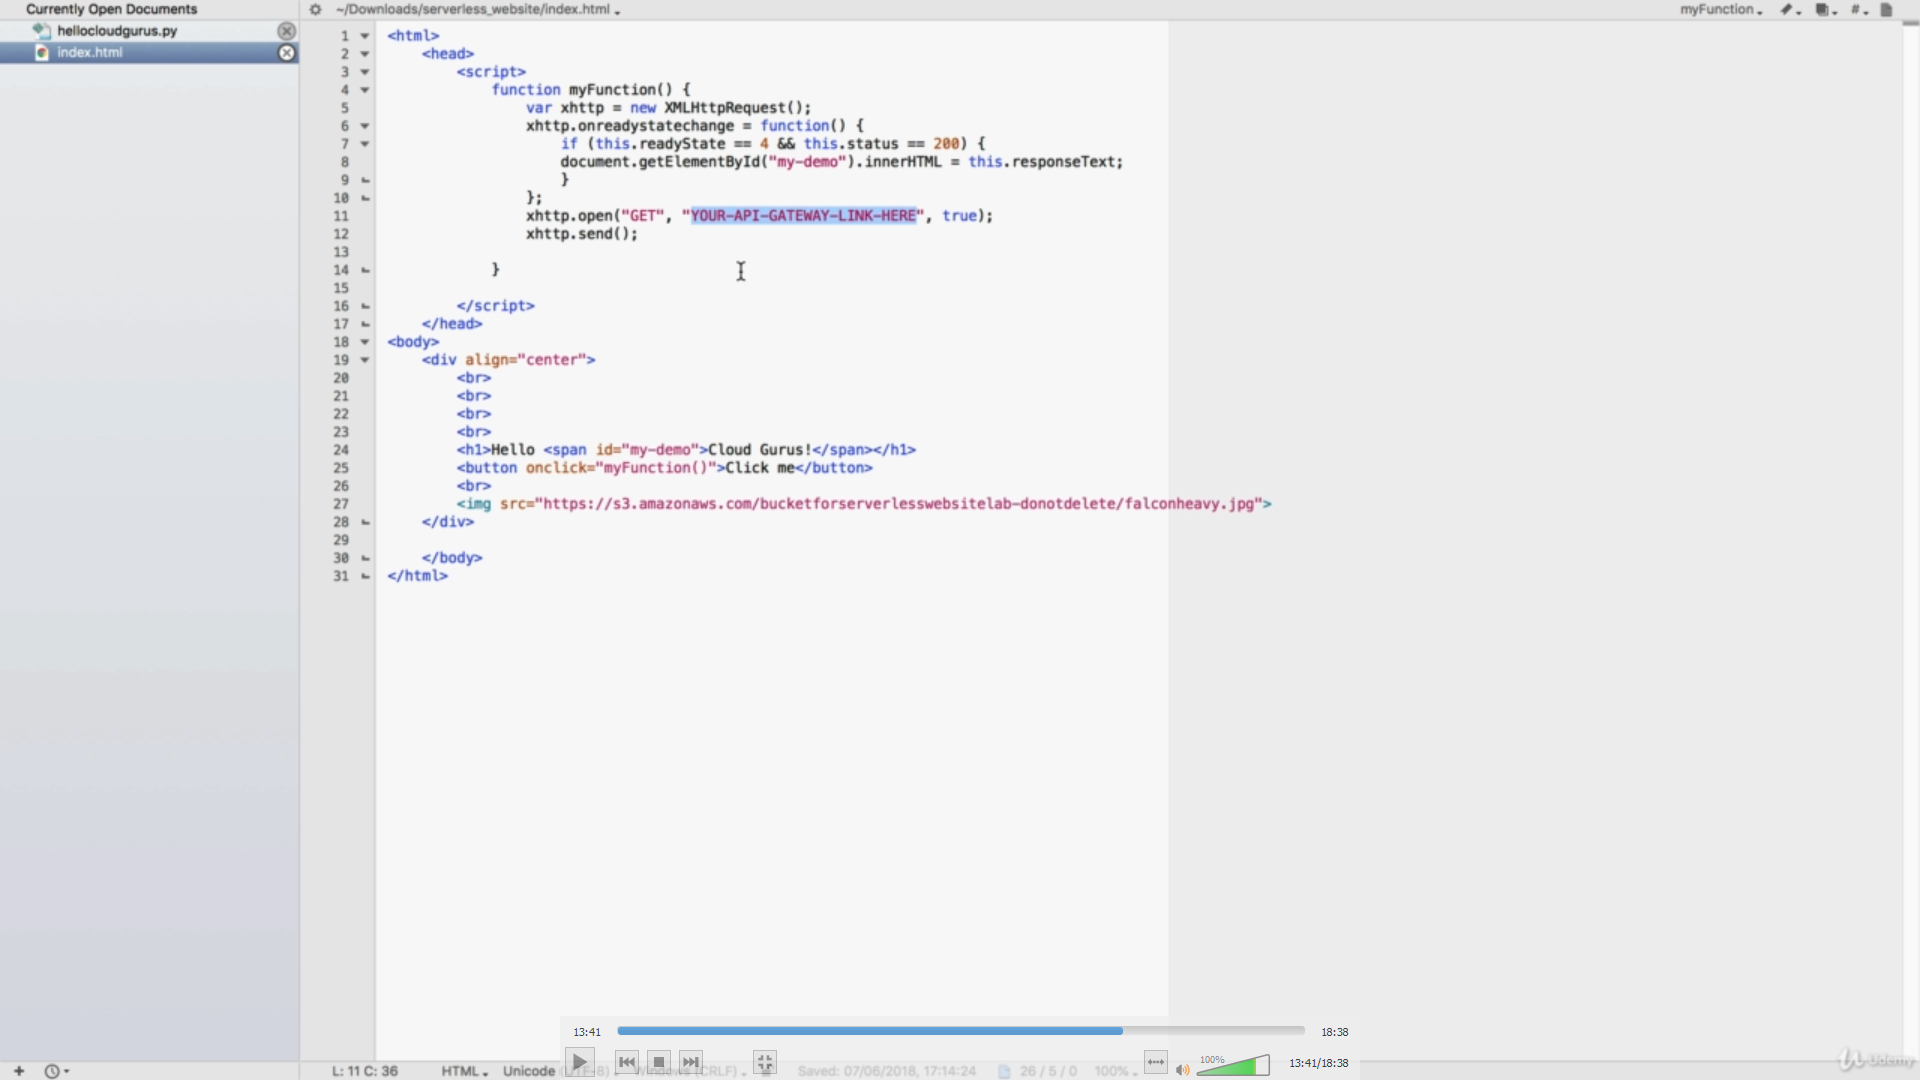 Currently Open Documents
~/Downloads/serverless_website/index.html
myFunction
#
hellocloudgurus.py
index.html
1 <html>
2 <head>
3 <script>
4 function myFunction() {
5 var xhttp = new XMLHttpRequest();
6 xhttp.onreadystatechange = function() {
7 if (this.readyState == 4 && this.status == 200) {
8 document.getElementById("my-demo").innerHTML = this.responseText;
9 }
10 };
11 xhttp.open("GET", "YOUR-API-GATEWAY-LINK-HERE", true);
12 xhttp.send();
13
14 }
15
16 </script>
17 </head>
18 <body>
19 <div align="center">
20 <br>
21 <br>
22 <br>
23 <br>
24 <h1>Hello <span id="my-demo">Cloud Gurus!</span></h1>
25 <button onclick="myFunction()">Click me</button>
26 <br>
27 <img src="https://s3.amazonaws.com/bucketforserverlesswebsitelab-donotdelete/falconheavy.jpg">
28 </div>
29
30 </body>
31 </html>
13:41
18:38
100%
13:41/18:38
L: 11 C: 36 HTML Unicode (UTF-8) Windows (CRLF) Saved: 07/06/2018, 17:14:24 26 / 5 / 0 100%
Udemy